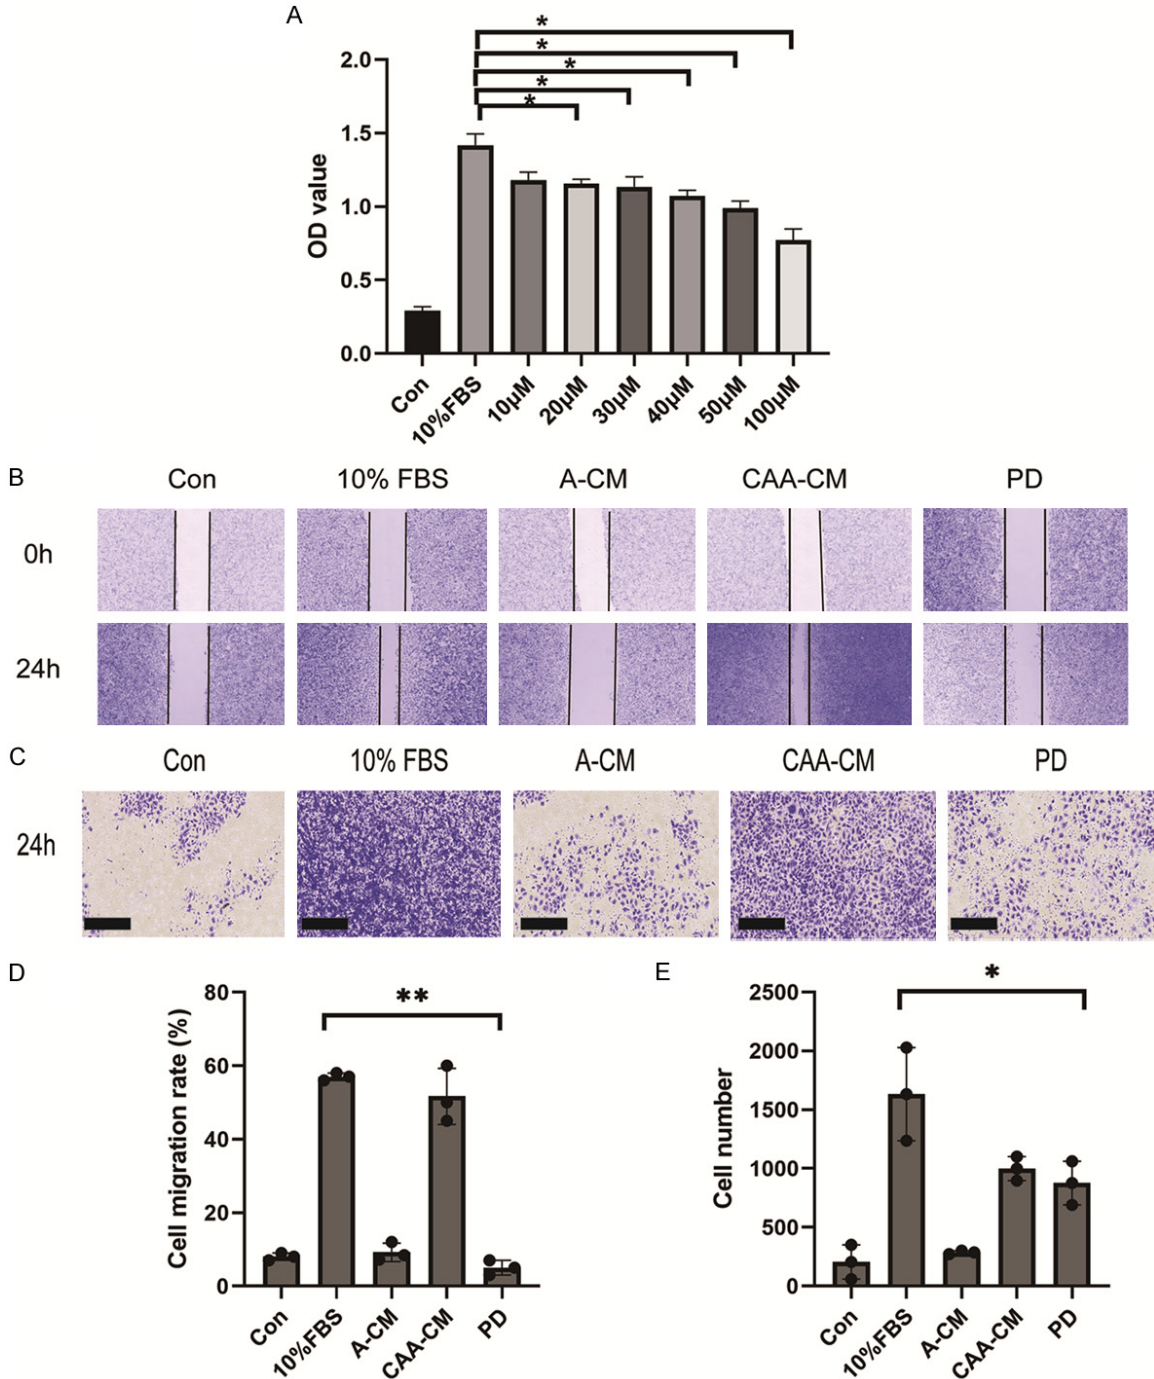 A
*
*
*
*
*
2.0
1.5
1.0
0.5
0.0
OD value
Con
10%FBS
10μM
20μM
30μM
40μM
50μM
100μM
B
Con
10% FBS
A-CM
CAA-CM
PD
0h
24h
C
Con
10% FBS
A-CM
CAA-CM
PD
24h
D
**
80
60
40
20
0
Cell migration rate (%)
Con
10%FBS
A-CM
CAA-CM
PD
E
*
2500
2000
1500
1000
500
0
Cell number
Con
10%FBS
A-CM
CAA-CM
PD